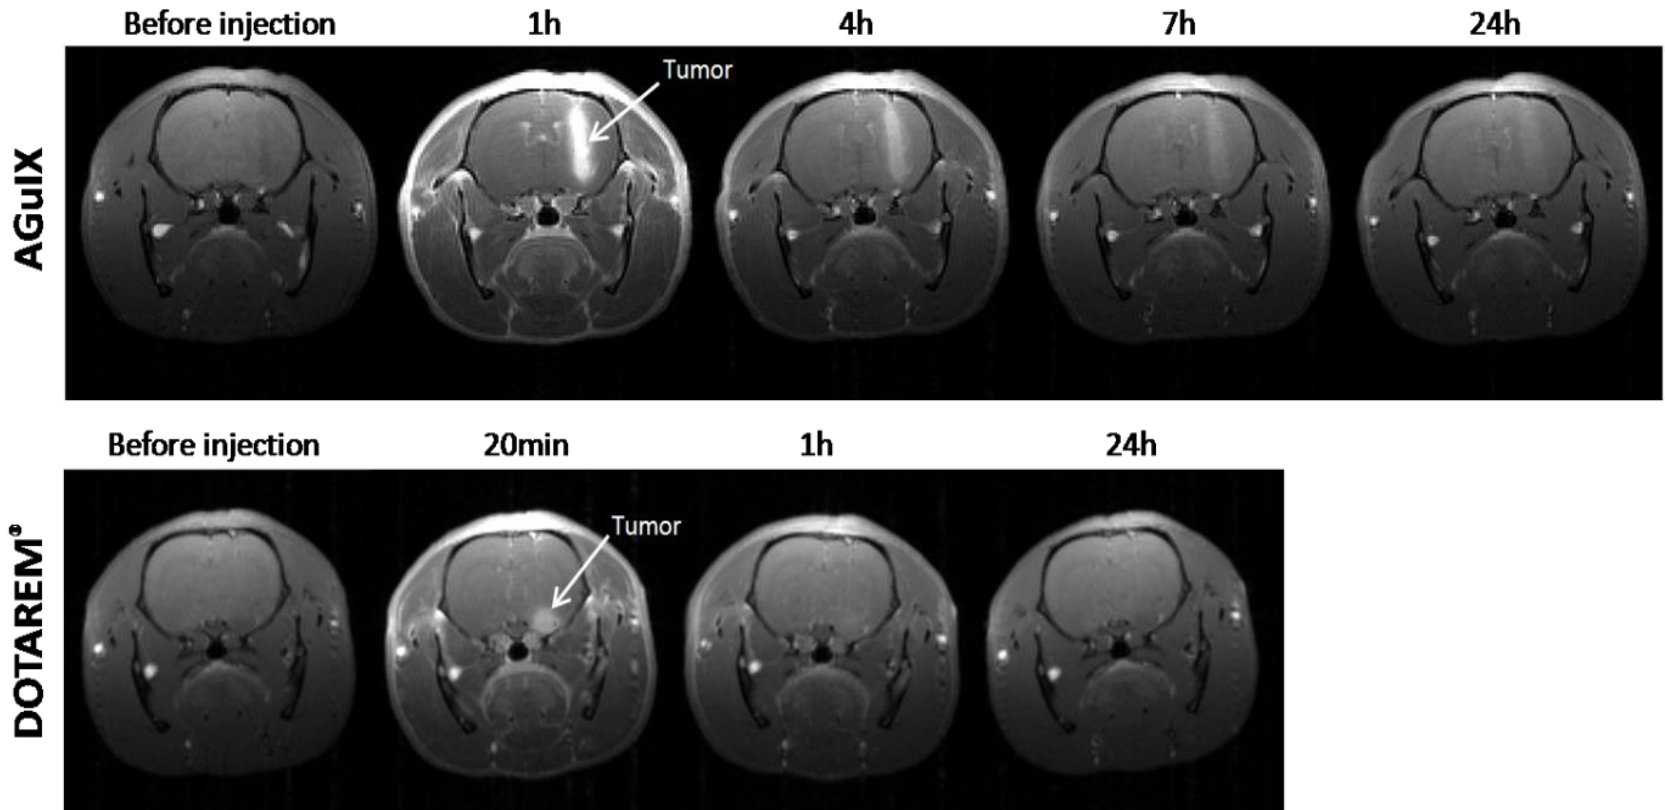 Before injection 1h 4h 7h 24h
Tumor
AGuIX
Before injection 20min 1h 24h
Tumor
DOTAREM®